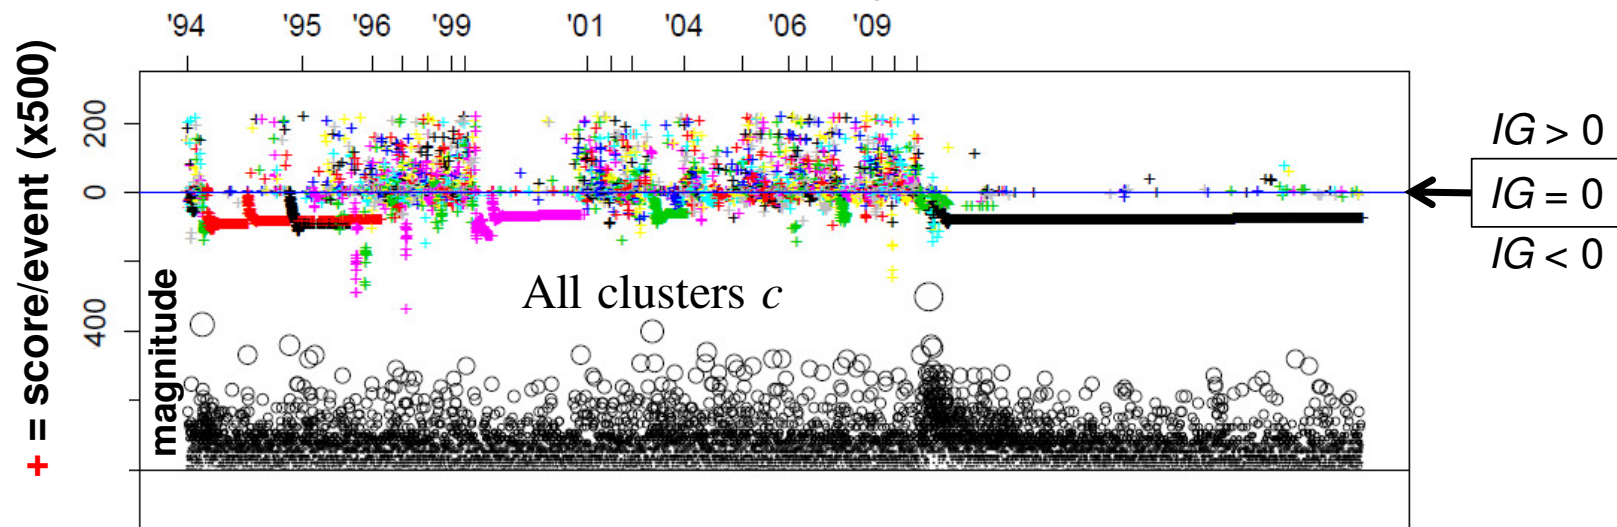 '94 '95 '96 '99 '01 '04 '06 '09
+ = score/event (x500)
200
0
400
magnitude
All clusters c
IG > 0
IG = 0
IG < 0